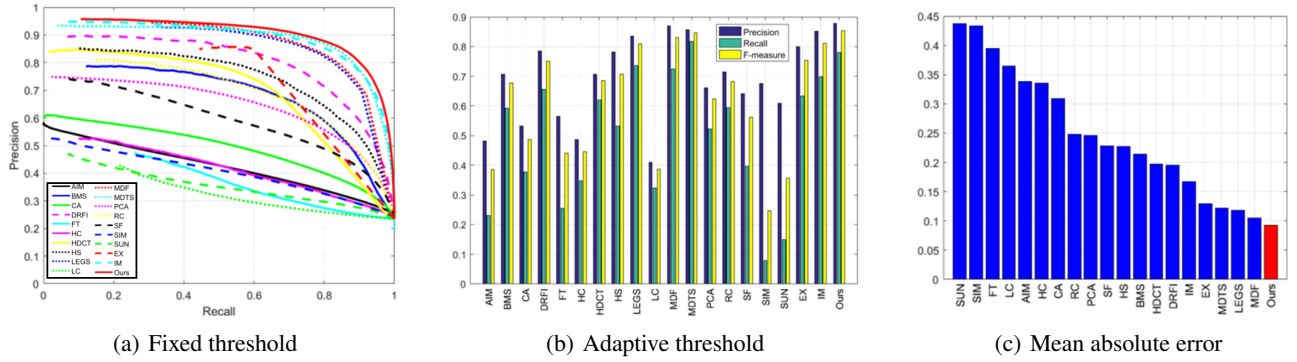 1
0.9
0.8
0.7
0.6
0.5
0.4
0.3
0.2
0.1
0
Precision
0 0.2 0.4 0.6 0.8 1
Recall
AIM MDF
BMS MDTS
CA PCA
DRFI RC
FT SF
HC SIM
HDCT SUN
HS EX
LEGS IM
LC Ours
(a) Fixed threshold
0.9
0.8
0.7
0.6
0.5
0.4
0.3
0.2
0.1
0
Precision
Recall
F-measure
AIM BMS CA DRFI FT HC HDCT HS LEGS LC MDF MDTS PCA RC SF SIM SUN EX IM Ours
(b) Adaptive threshold
0.45
0.4
0.35
0.3
0.25
0.2
0.15
0.1
0.05
0
SUN SIM FT LC AIM HC CA RC PCA SF HS BMS HDCT DRFI IM EX MDTS LEGS MDF Ours
(c) Mean absolute error